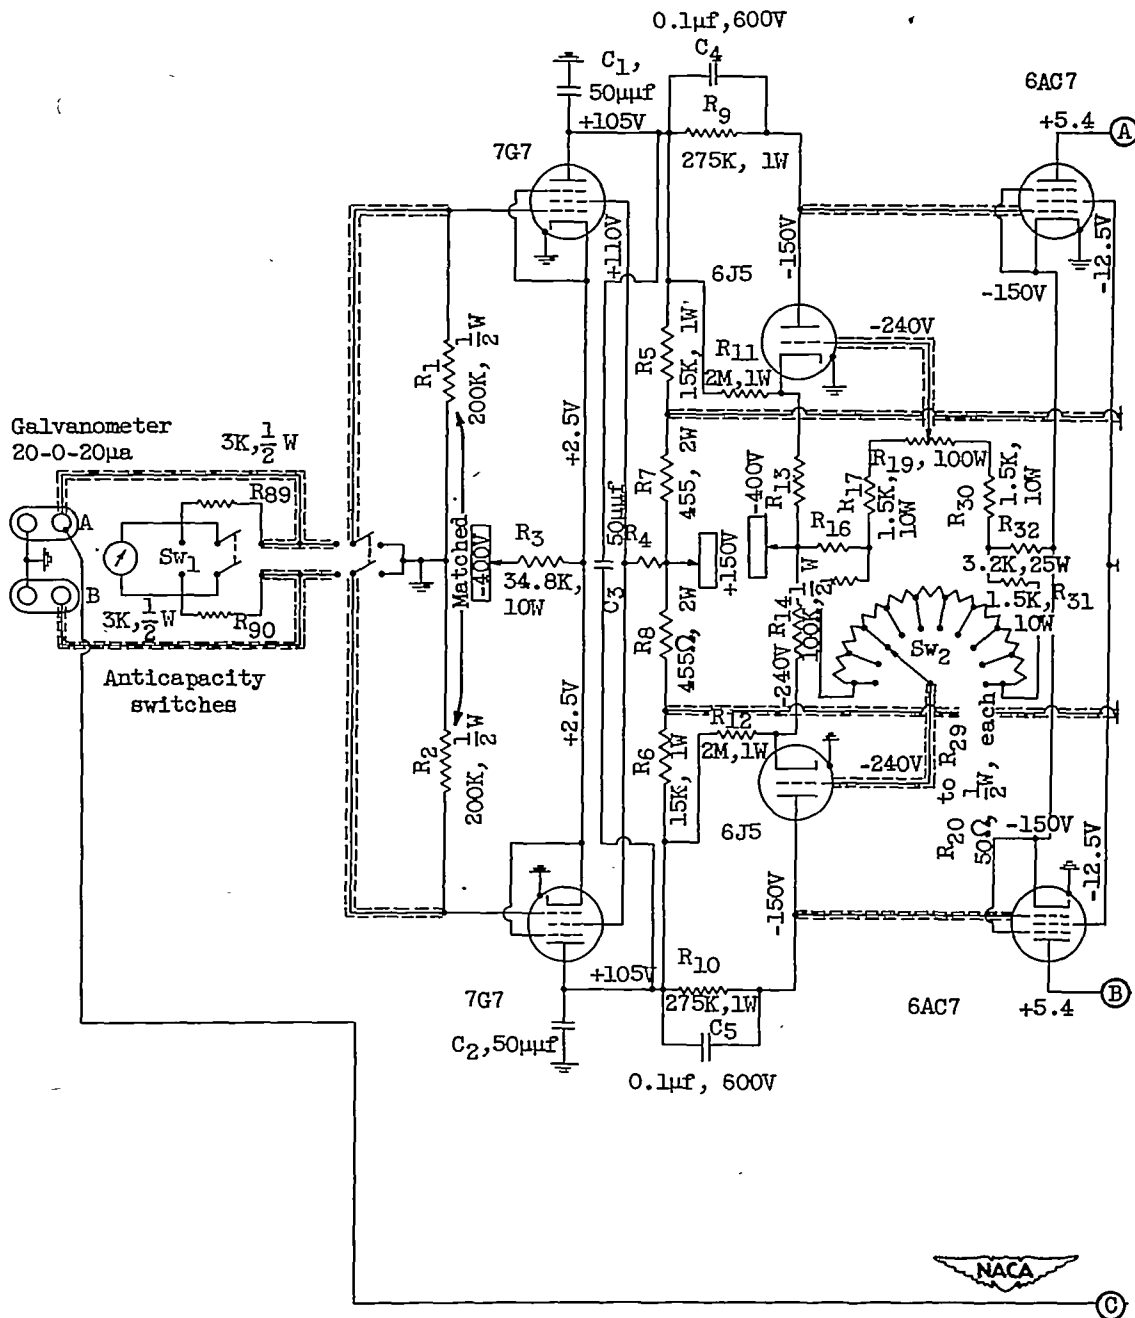 0.1μf,600V
C4
C1,
50μμf
R9
6AC7
+105V
+5.4
A
7G7
275K, 1W
+110V
-150V
6J5
-12.5V
-150V
-240V
R1
200K, 1/2W
R5
15K, 1W
R11
2M,1W
Galvanometer
20-0-20μa
3K,1/2W
+2.5V
R7
455, 2W
R13
-400V
R19, 100W
R17
1.5K,
10W
R30
1.5K,
10W
R89
A
Sw1
Matched
-400V
R3
34.8K,
10W
50μμf
C3
R4
+150V
R16
R32
3.2K,25W
B
3K,1/2W
R90
R8
455Ω, 2W
R14
100K,1/2W
1.5K,
10W
R31
Sw2
Anticapacity
switches
+2.5V
-240V
R12
2M,1W
R2
200K, 1/2W
R6
15K, 1W
-240V
R20 to R29
50Ω, 1/2W, each
6J5
-150V
-12.5V
-150V
+105V
R10
7G7
275K,1W
6AC7
+5.4
B
C2,50μμf
C5
0.1μf, 600V
NACA
C